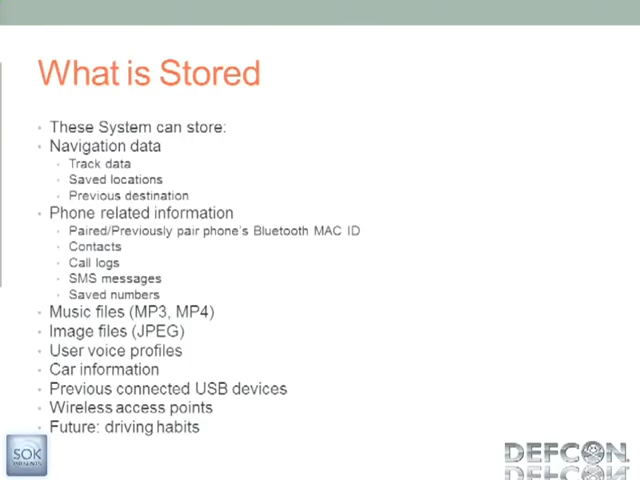 What is Stored
These System can store:
Navigation data
Track data
Saved locations
Previous destination
Phone related information
Paired/Previously pair phone's Bluetooth MAC ID
Contacts
Call logs
SMS messages
Saved numbers
Music files (MP3, MP4)
Image files (JPEG)
User voice profiles
Car information
Previous connected USB devices
Wireless access points
Future: driving habits
SOK
PRESENTS
DEFCON